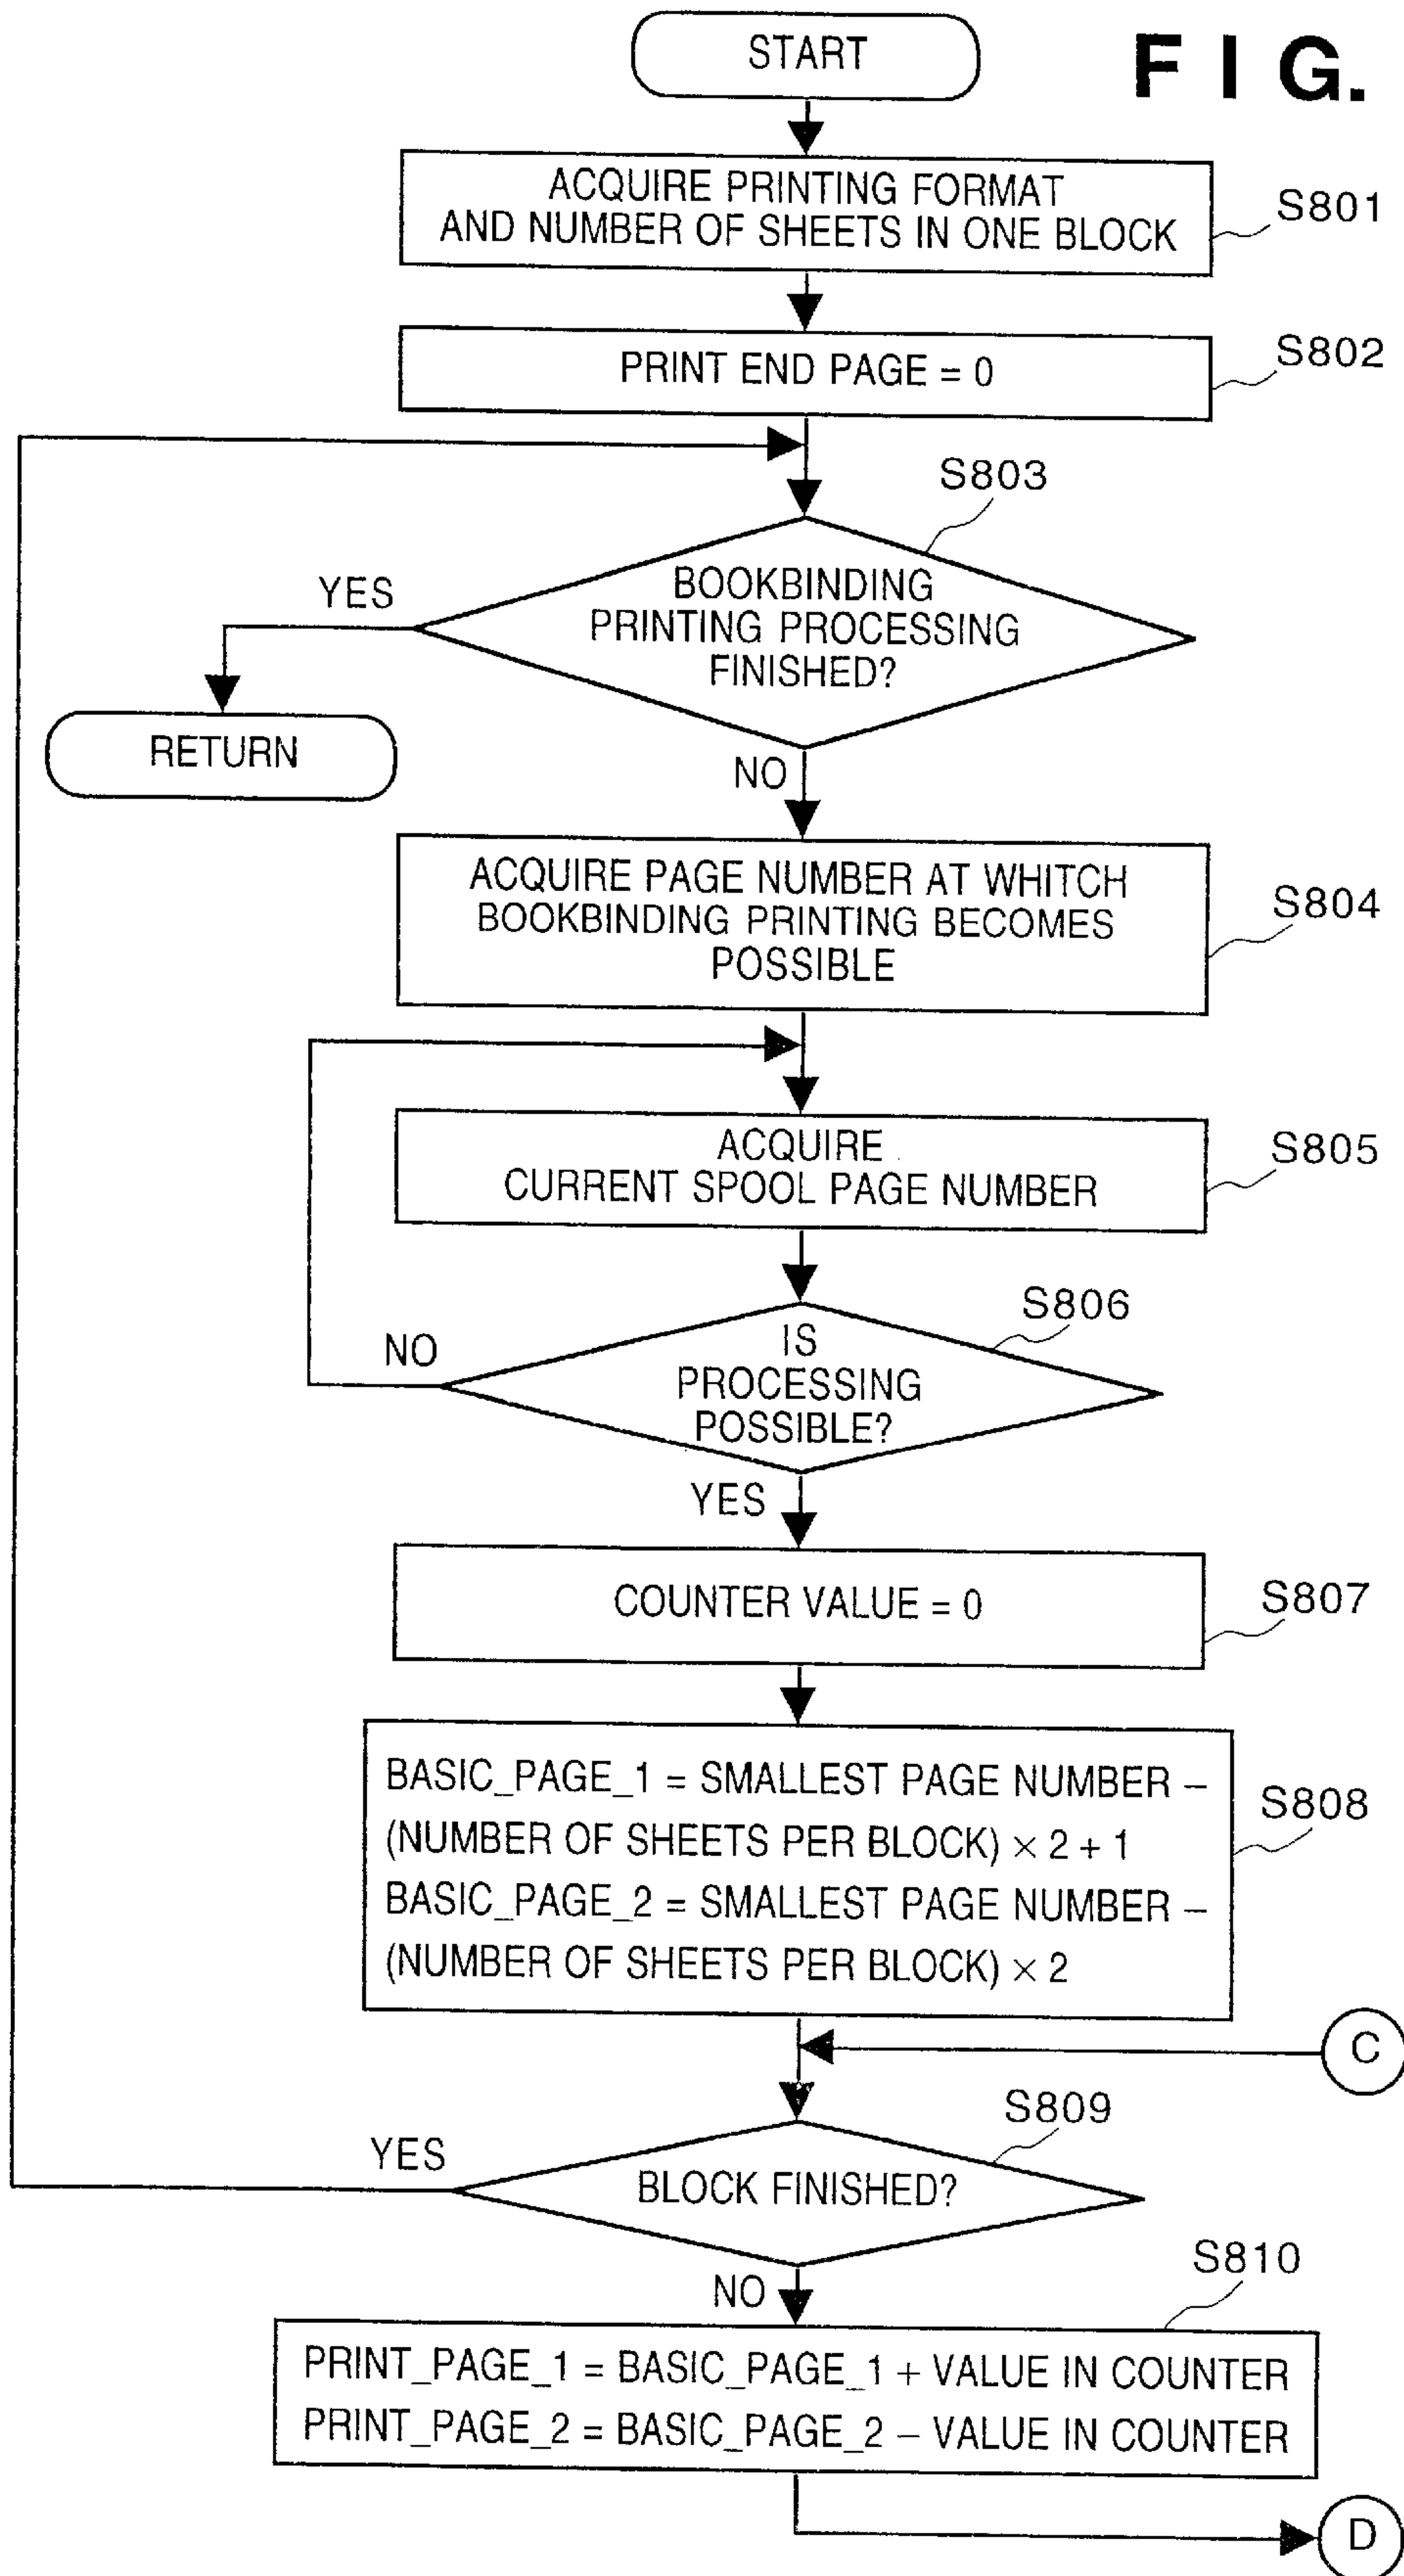 START
FIG.
ACQUIRE PRINTING FORMAT
AND NUMBER OF SHEETS IN ONE BLOCK
S801
PRINT END PAGE = 0
S802
S803
BOOKBINDING
PRINTING PROCESSING
FINISHED?
YES
RETURN
NO
ACQUIRE PAGE NUMBER AT WHITCH
BOOKBINDING PRINTING BECOMES
POSSIBLE
S804
ACQUIRE
CURRENT SPOOL PAGE NUMBER
S805
S806
IS
PROCESSING
POSSIBLE?
NO
YES
COUNTER VALUE = 0
S807
BASIC_PAGE_1 = SMALLEST PAGE NUMBER –
(NUMBER OF SHEETS PER BLOCK) × 2 + 1
BASIC_PAGE_2 = SMALLEST PAGE NUMBER –
(NUMBER OF SHEETS PER BLOCK) × 2
S808
C
S809
YES
BLOCK FINISHED?
NO
S810
PRINT_PAGE_1 = BASIC_PAGE_1 + VALUE IN COUNTER
PRINT_PAGE_2 = BASIC_PAGE_2 – VALUE IN COUNTER
D